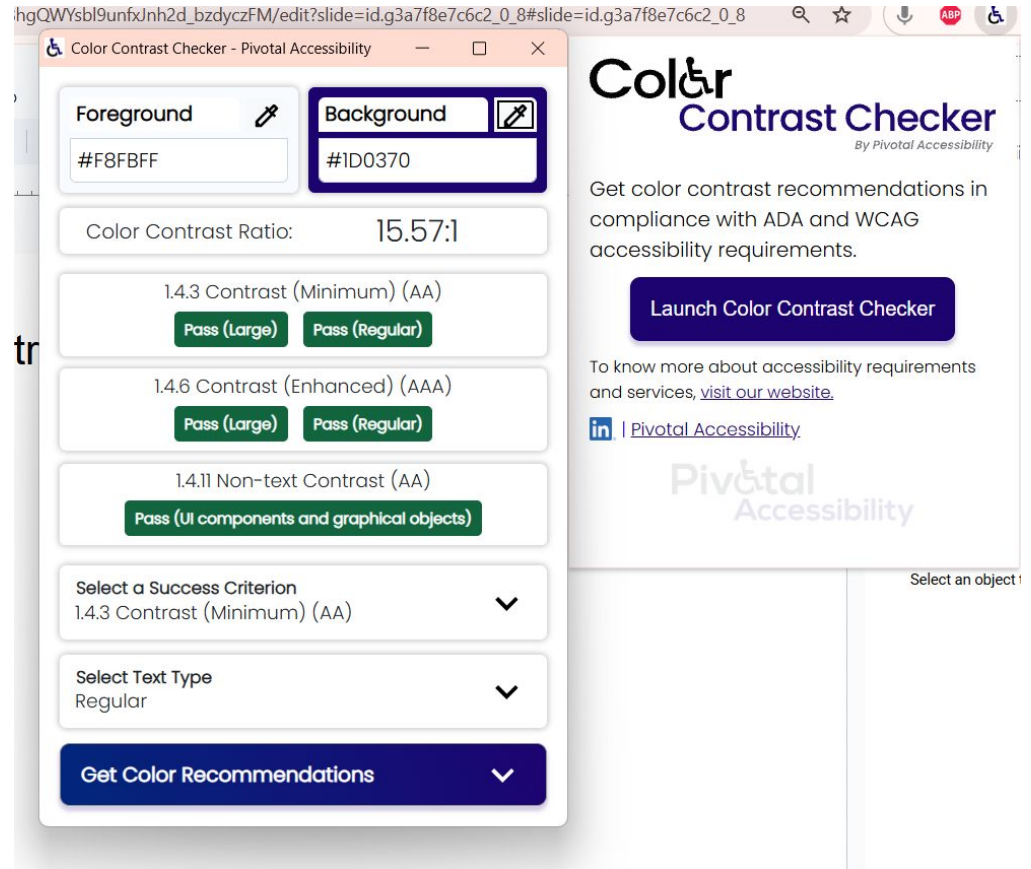 hgQWYsbl9unfxJnh2d_bzdyczFM/edit?slide=id.g3a7f8e7c6c2_0_8#slide=id.g3a7f8e7c6c2_0_8
ABP
Color Contrast Checker - Pivotal Accessibility
Foreground
Background
#F8FBFF
#1D0370
Color Contrast Ratio:
15.57:1
1.4.3 Contrast (Minimum) (AA)
Pass (Large)
Pass (Regular)
1.4.6 Contrast (Enhanced) (AAA)
Pass (Large)
Pass (Regular)
1.4.11 Non-text Contrast (AA)
Pass (UI components and graphical objects)
Select a Success Criterion
1.4.3 Contrast (Minimum) (AA)
Select Text Type
Regular
Get Color Recommendations
tr
Color
Contrast Checker
By Pivotal Accessibility
Get color contrast recommendations in
compliance with ADA and WCAG
accessibility requirements.
Launch Color Contrast Checker
To know more about accessibility requirements
and services, visit our website.
in | Pivotal Accessibility
Pivotal
Accessibility
Select an object